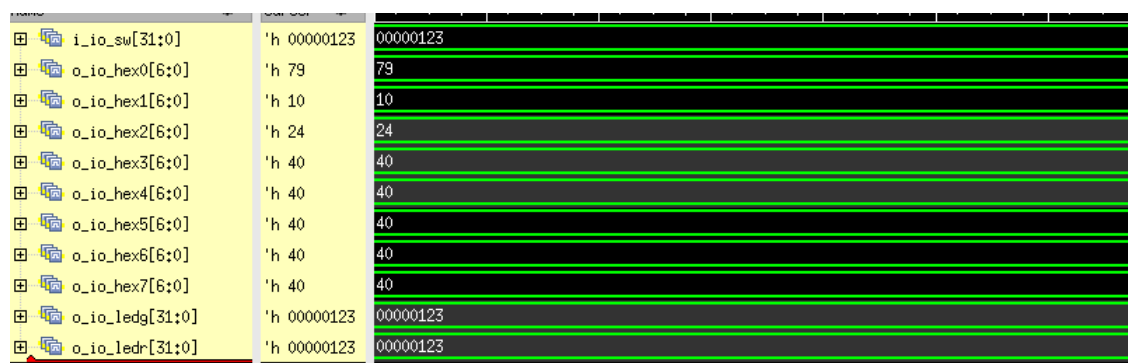 i_io_sw[31:0] 'h 00000123 00000123
o_io_hex0[6:0] 'h 79 79
o_io_hex1[6:0] 'h 10 10
o_io_hex2[6:0] 'h 24 24
o_io_hex3[6:0] 'h 40 40
o_io_hex4[6:0] 'h 40 40
o_io_hex5[6:0] 'h 40 40
o_io_hex6[6:0] 'h 40 40
o_io_hex7[6:0] 'h 40 40
o_io_ledg[31:0] 'h 00000123 00000123
o_io_ledr[31:0] 'h 00000123 00000123